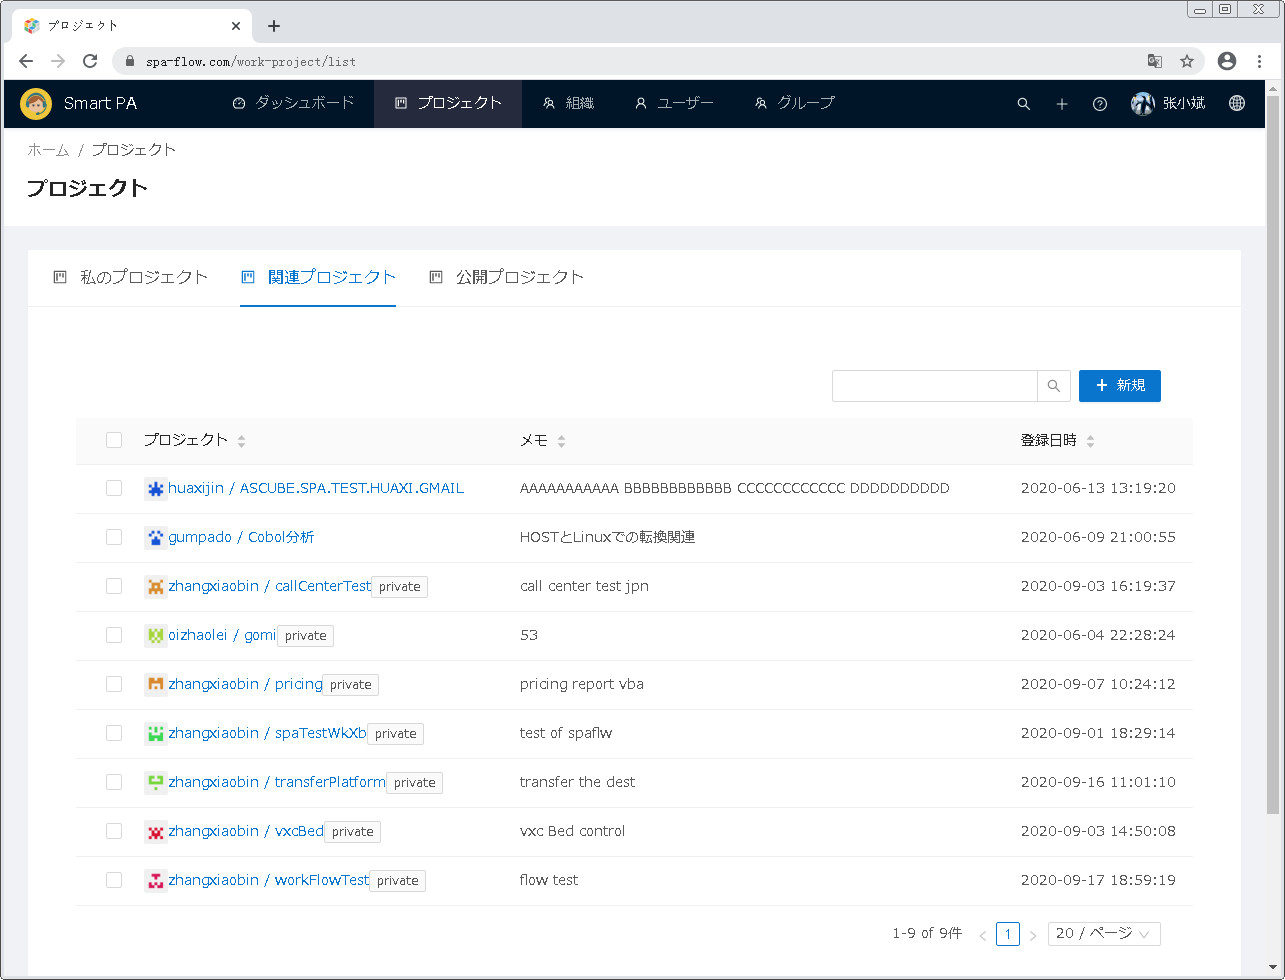 プロジェクト
spa-flow.com/work-project/list
Smart PA ダッシュボード プロジェクト 組織 ユーザー グループ 张小斌
ホーム / プロジェクト
プロジェクト
私のプロジェクト 関連プロジェクト 公開プロジェクト
新規
プロジェクト メモ 登録日時
huaxijin / ASCUBE.SPA.TEST.HUAXI.GMAIL AAAAAAAAAAA BBBBBBBBBBBB CCCCCCCCCCCC DDDDDDDDDD 2020-06-13 13:19:20
gumpado / Cobol分析 HOSTとLinuxでの転換関連 2020-06-09 21:00:55
zhangxiaobin / callCenterTest private call center test jpn 2020-09-03 16:19:37
oizhaolei / gomi private 53 2020-06-04 22:28:24
zhangxiaobin / pricing private pricing report vba 2020-09-07 10:24:12
zhangxiaobin / spaTestWkXb private test of spaflw 2020-09-01 18:29:14
zhangxiaobin / transferPlatform private transfer the dest 2020-09-16 11:01:10
zhangxiaobin / vxcBed private vxc Bed control 2020-09-03 14:50:08
zhangxiaobin / workFlowTest private flow test 2020-09-17 18:59:19
1-9 of 9件 < 1 > 20 / ページ